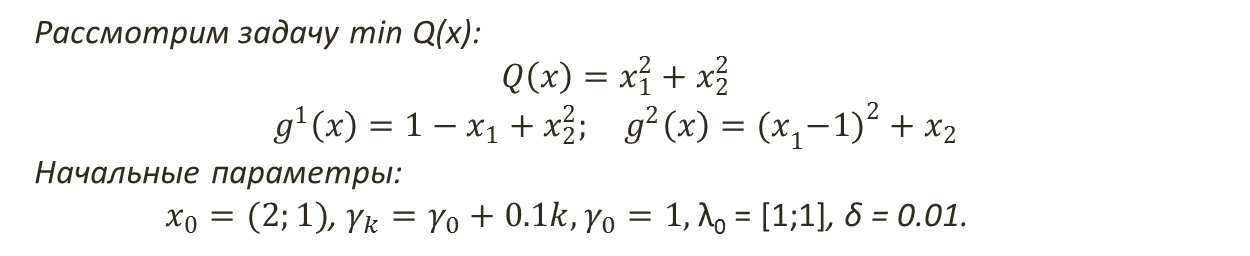 Рассмотрим задачу min Q(x):
Q(x) = x₁² + x₂²
g¹(x) = 1 − x₁ + x₂²; g²(x) = (x₁−1)² + x₂
Начальные параметры:
x₀ = (2; 1), γₖ = γ₀ + 0.1k, γ₀ = 1, λ₀ = [1;1], δ = 0.01.